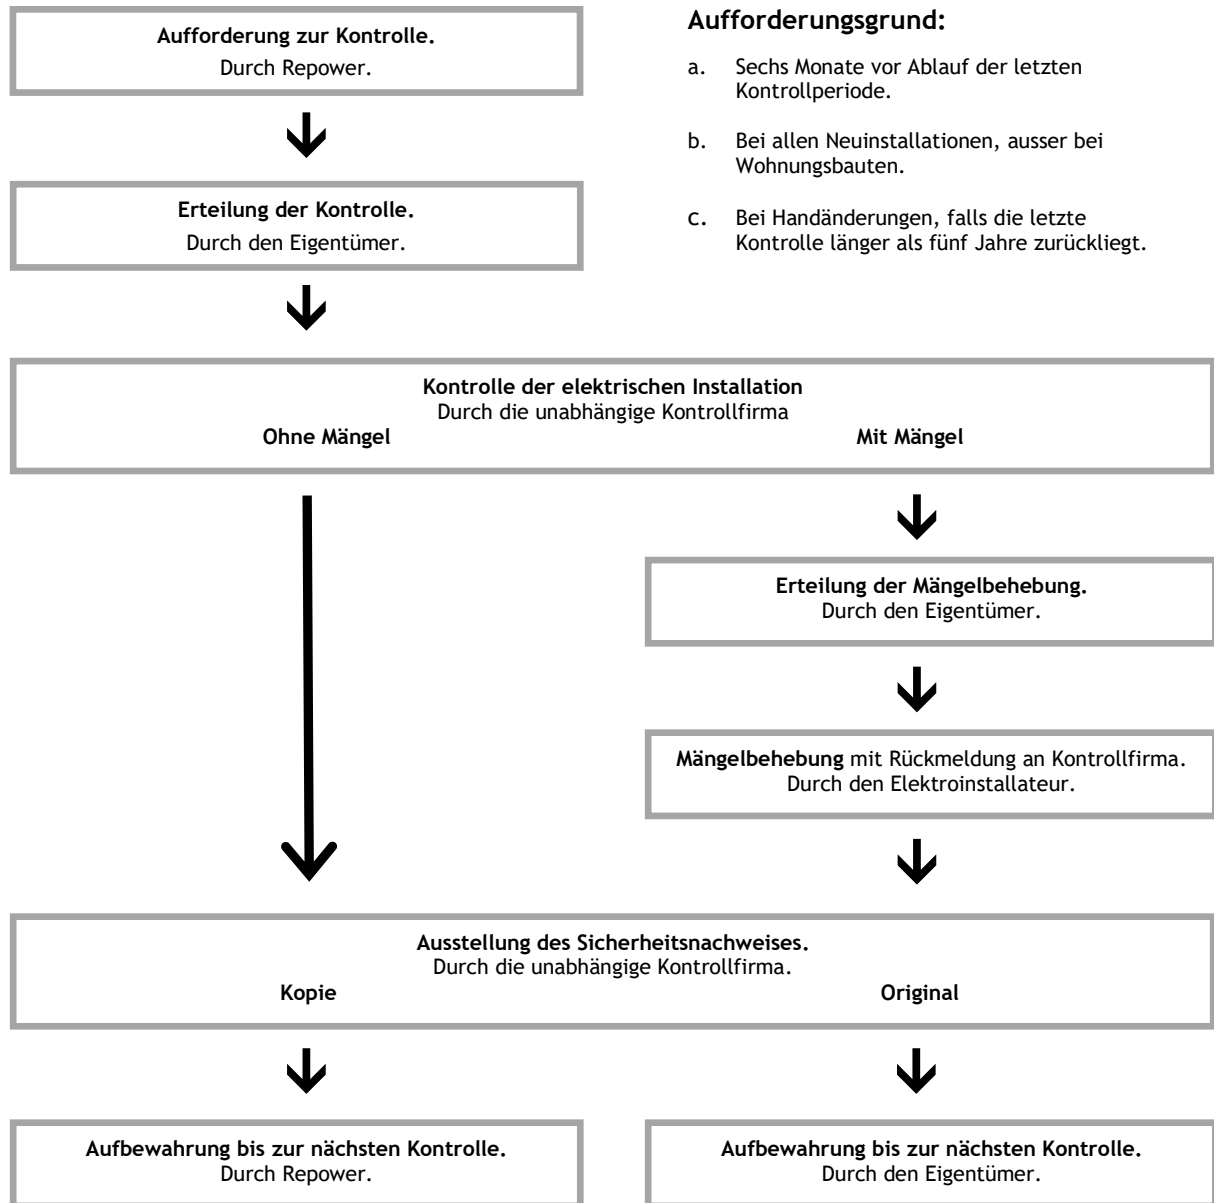 Aufforderung zur Kontrolle.
Durch Repower.
Erteilung der Kontrolle.
Durch den Eigentümer.
Aufforderungsgrund:
a. Sechs Monate vor Ablauf der letzten
Kontrollperiode.
b. Bei allen Neuinstallationen, ausser bei
Wohnungsbauten.
c. Bei Handänderungen, falls die letzte
Kontrolle länger als fünf Jahre zurückliegt.
Kontrolle der elektrischen Installation
Durch die unabhängige Kontrollfirma
Ohne Mängel Mit Mängel
Erteilung der Mängelbehebung.
Durch den Eigentümer.
Mängelbehebung mit Rückmeldung an Kontrollfirma.
Durch den Elektroinstallateur.
Ausstellung des Sicherheitsnachweises.
Durch die unabhängige Kontrollfirma.
Kopie Original
Aufbewahrung bis zur nächsten Kontrolle.
Durch Repower.
Aufbewahrung bis zur nächsten Kontrolle.
Durch den Eigentümer.